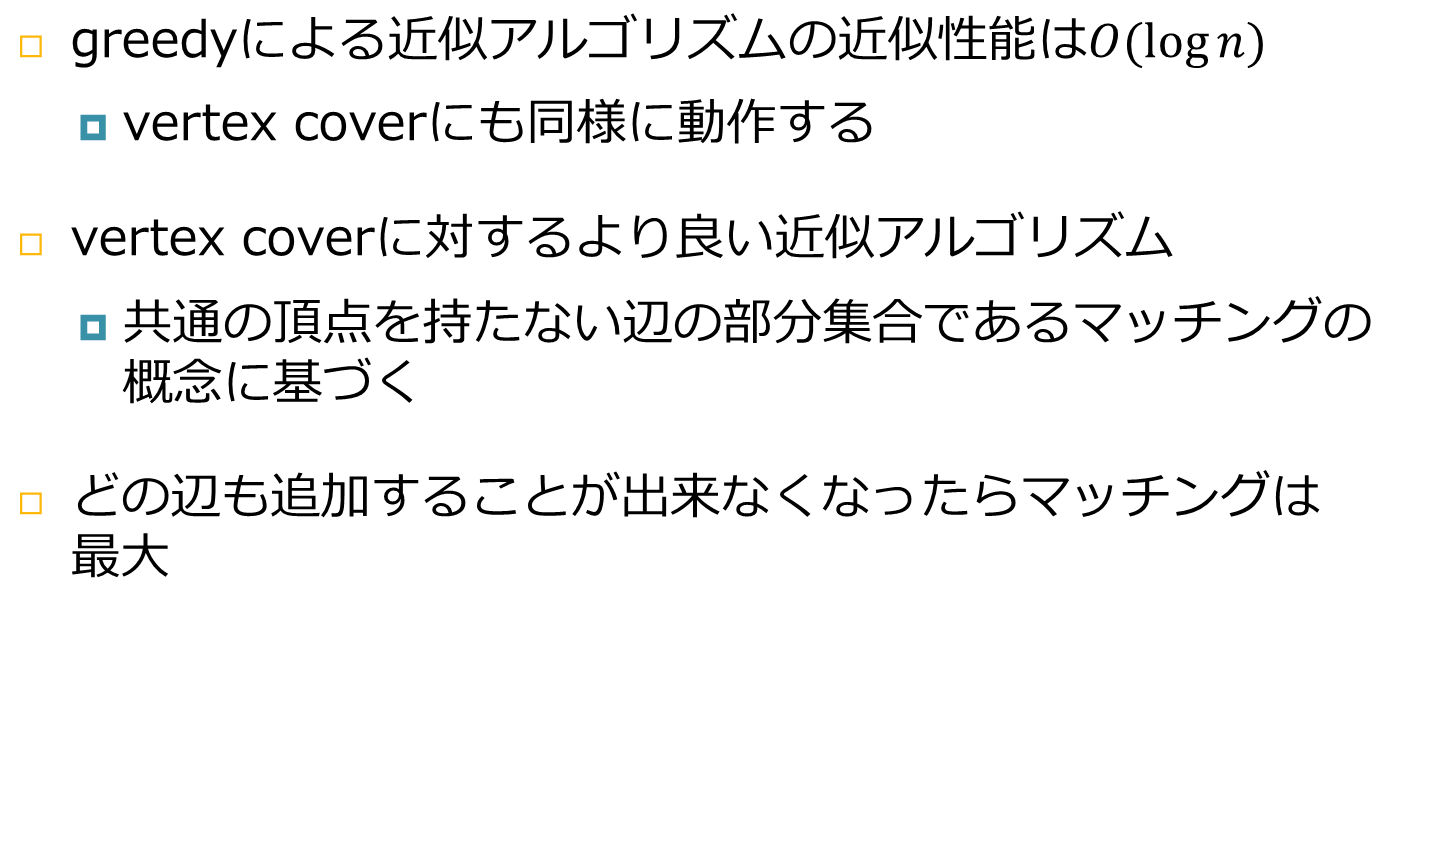 greedyによる近似アルゴリズムの近似性能はO(log n)
vertex coverにも同様に動作する
vertex coverに対するより良い近似アルゴリズム
共通の頂点を持たない辺の部分集合であるマッチングの
概念に基づく
どの辺も追加することが出来なくなったらマッチングは
最大